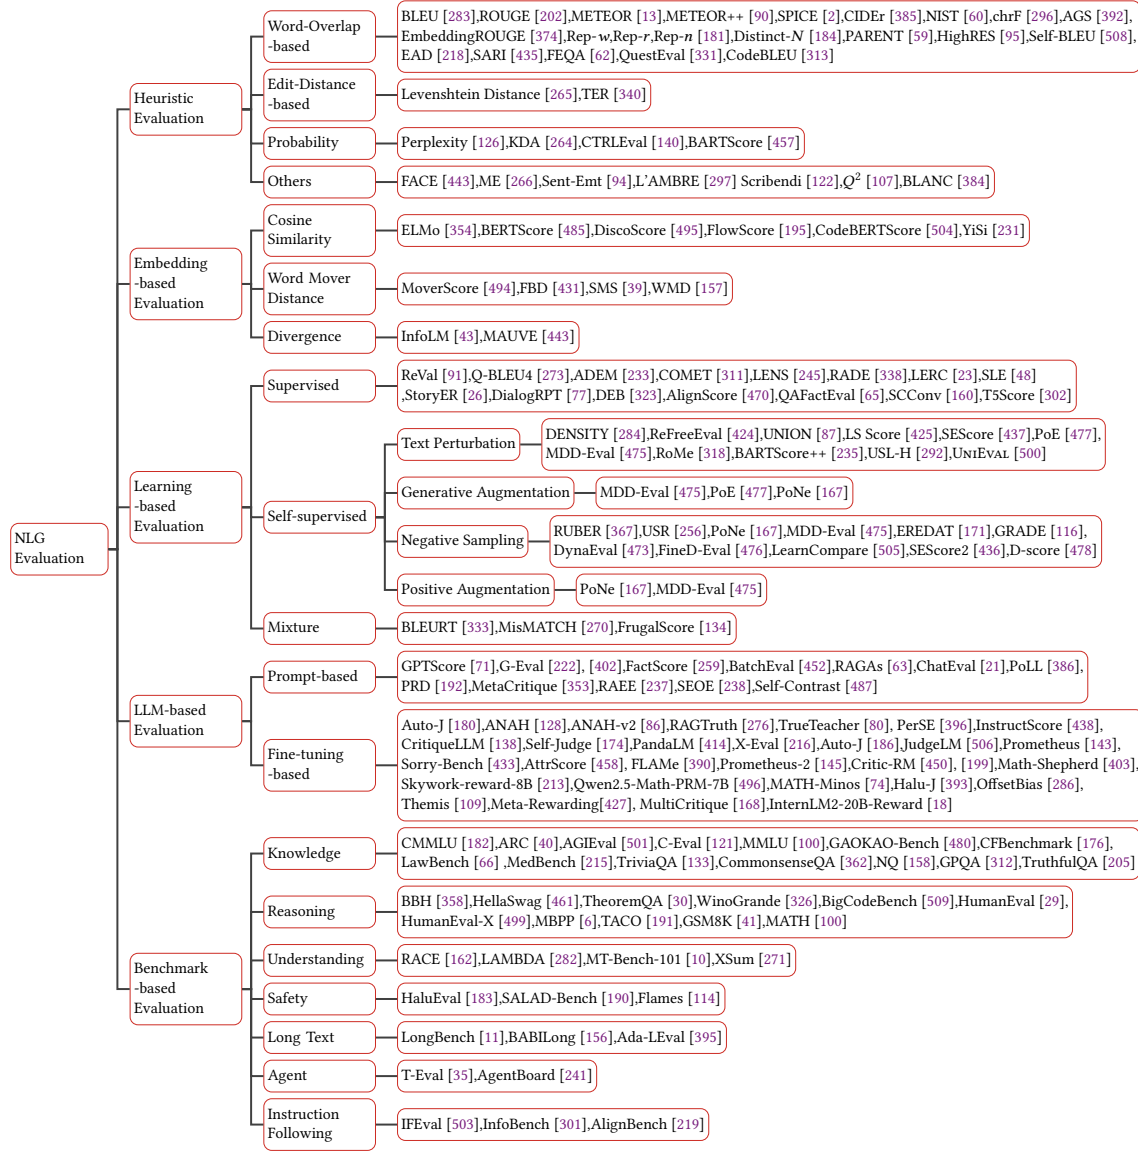 NLG
Evaluation
Heuristic
Evaluation
Word-Overlap
-based
BLEU [283],ROUGE [202],METEOR [13],METEOR++ [90],SPICE [2],CIDEr [385],NIST [60],chrF [296],AGS [392],
EmbeddingROUGE [374],Rep-w,Rep-r,Rep-n [181],Distinct-N [184],PARENT [59],HighRES [95],Self-BLEU [508],
EAD [218],SARI [435],FEQA [62],QuestEval [331],CodeBLEU [313]
Edit-Distance
-based
Levenshtein Distance [265],TER [340]
Probability
Perplexity [126],KDA [264],CTRLEval [140],BARTScore [457]
Others
FACE [443],ME [266],Sent-Emt [94],L'AMBRE [297] Scribendi [122],Q² [107],BLANC [384]
Embedding
-based
Evaluation
Cosine
Similarity
ELMo [354],BERTScore [485],DiscoScore [495],FlowScore [195],CodeBERTScore [504],YiSi [231]
Word Mover
Distance
MoverScore [494],FBD [431],SMS [39],WMD [157]
Divergence
InfoLM [43],MAUVE [443]
Learning
-based
Evaluation
Supervised
ReVal [91],Q-BLEU4 [273],ADEM [233],COMET [311],LENS [245],RADE [338],LERC [23],SLE [48]
,StoryER [26],DialogRPT [77],DEB [323],AlignScore [470],QAFactEval [65],SCConv [160],T5Score [302]
Self-supervised
Text Perturbation
DENSITY [284],ReFreeEval [424],UNION [87],LS Score [425],SEScore [437],PoE [477],
MDD-Eval [475],RoMe [318],BARTScore++ [235],USL-H [292],UniEval [500]
Generative Augmentation
MDD-Eval [475],PoE [477],PoNe [167]
Negative Sampling
RUBER [367],USR [256],PoNe [167],MDD-Eval [475],EREDAT [171],GRADE [116],
DynaEval [473],FineD-Eval [476],LearnCompare [505],SEScore2 [436],D-score [478]
Positive Augmentation
PoNe [167],MDD-Eval [475]
Mixture
BLEURT [333],MisMATCH [270],FrugalScore [134]
LLM-based
Evaluation
Prompt-based
GPTScore [71],G-Eval [222], [402],FactScore [259],BatchEval [452],RAGAs [63],ChatEval [21],PoLL [386],
PRD [192],MetaCritique [353],RAEE [237],SEOE [238],Self-Contrast [487]
Fine-tuning
-based
Auto-J [180],ANAH [128],ANAH-v2 [86],RAGTruth [276],TrueTeacher [80], PerSE [396],InstructScore [438],
CritiqueLLM [138],Self-Judge [174],PandaLM [414],X-Eval [216],Auto-J [186],JudgeLM [506],Prometheus [143],
Sorry-Bench [433],AttrScore [458], FLAMe [390],Prometheus-2 [145],Critic-RM [450], [199],Math-Shepherd [403],
Skywork-reward-8B [213],Qwen2.5-Math-PRM-7B [496],MATH-Minos [74],Halu-J [393],OffsetBias [286],
Themis [109],Meta-Rewarding[427], MultiCritique [168],InternLM2-20B-Reward [18]
Benchmark
-based
Evaluation
Knowledge
CMMLU [182],ARC [40],AGIEval [501],C-Eval [121],MMLU [100],GAOKAO-Bench [480],CFBenchmark [176],
LawBench [66] ,MedBench [215],TriviaQA [133],CommonsenseQA [362],NQ [158],GPQA [312],TruthfulQA [205]
Reasoning
BBH [358],HellaSwag [461],TheoremQA [30],WinoGrande [326],BigCodeBench [509],HumanEval [29],
HumanEval-X [499],MBPP [6],TACO [191],GSM8K [41],MATH [100]
Understanding
RACE [162],LAMBDA [282],MT-Bench-101 [10],XSum [271]
Safety
HaluEval [183],SALAD-Bench [190],Flames [114]
Long Text
LongBench [11],BABILong [156],Ada-LEval [395]
Agent
T-Eval [35],AgentBoard [241]
Instruction
Following
IFEval [503],InfoBench [301],AlignBench [219]